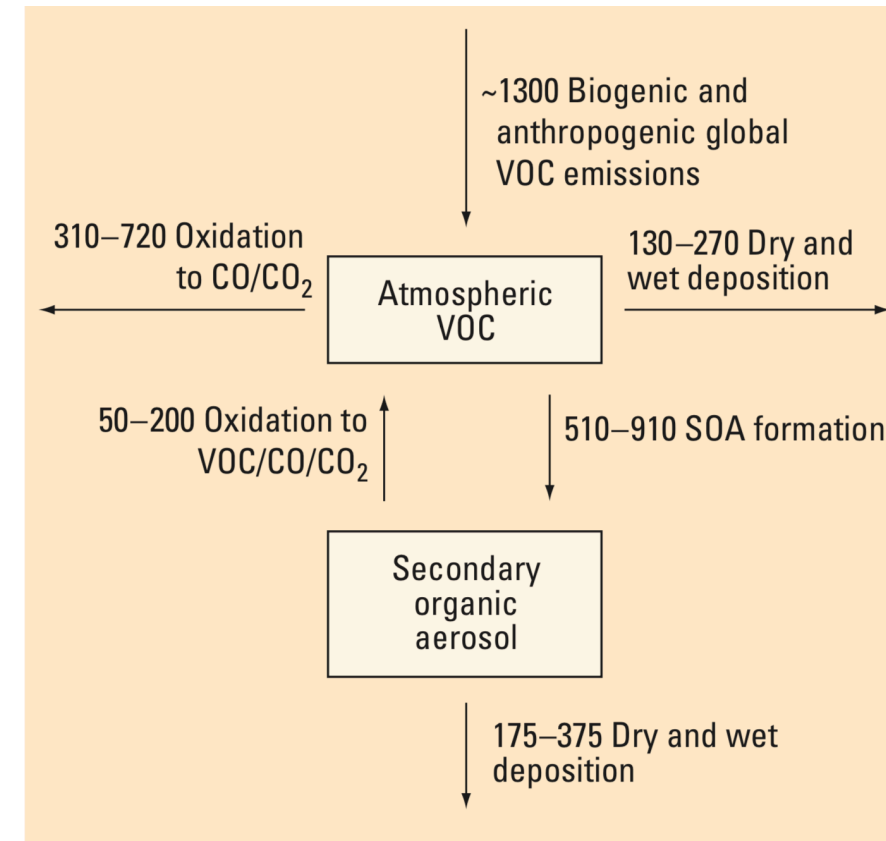 ~1300 Biogenic and
anthropogenic global
VOC emissions
310–720 Oxidation
to CO/CO₂
130–270 Dry and
wet deposition
Atmospheric
VOC
50–200 Oxidation to
VOC/CO/CO₂
510–910 SOA formation
Secondary
organic
aerosol
175–375 Dry and wet
deposition